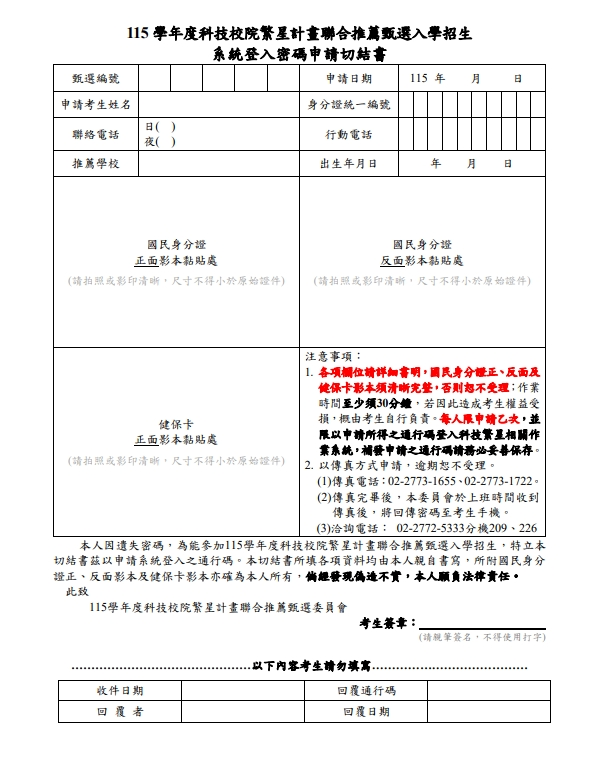 115 學年度科技校院繁星計畫聯合推薦甄選入學招生
系統登入密碼申請切結書
甄選編號 申請日期 115 年 月 日
申請考生姓名 身分證統一編號
聯絡電話 日( ) 夜( ) 行動電話
推薦學校 出生年月日 年 月 日
國民身分證
正面影本黏貼處
(請拍照或影印清晰，尺寸不得小於原始證件)
國民身分證
反面影本黏貼處
(請拍照或影印清晰，尺寸不得小於原始證件)
健保卡
正面影本黏貼處
(請拍照或影印清晰，尺寸不得小於原始證件)
注意事項：
1. 各項欄位請詳細書明，國民身分證正、反面及
健保卡影本須清晰完整，否則恕不受理；作業
時間至少須30分鐘，若因此造成考生權益受
損，概由考生自行負責。每人限申請乙次，並
限以申請所得之通行碼登入科技繁星相關作
業系統，補發申請之通行碼請務必妥善保存。
2. 以傳真方式申請，逾期恕不受理。
(1)傳真電話：02-2773-1655、02-2773-1722。
(2)傳真完畢後，本委員會於上班時間收到
傳真後，將回傳密碼至考生手機。
(3)洽詢電話： 02-2772-5333分機209、226
本人因遺失密碼，為能參加115學年度科技校院繁星計畫聯合推薦甄選入學招生，特立本
切結書茲以申請系統登入之通行碼。本切結書所填各項資料均由本人親自書寫，所附國民身分
證正、反面影本及健保卡影本亦確為本人所有，倘經發現偽造不實，本人願負法律責任。
此致
115學年度科技校院繁星計畫聯合推薦甄選委員會
考生簽章：
(請親筆簽名，不得使用打字)
…………………………………………以下內容考生請勿填寫……………………………………
收件日期 回覆通行碼
回 覆 者 回覆日期